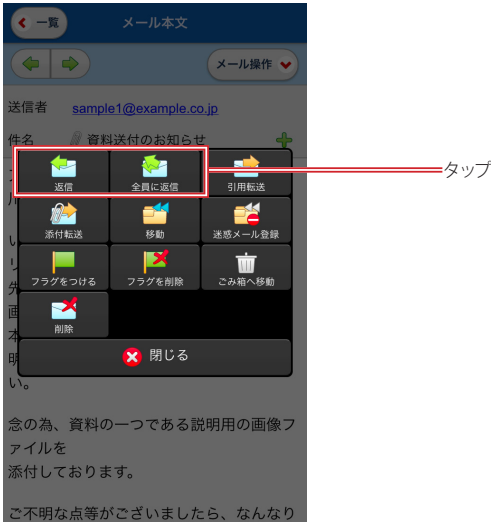 一覧
メール本文
メール操作
送信者 sample1@example.co.jp
件名 資料送付のお知らせ
返信 全員に返信 引用転送
タップ
添付転送 移動 迷惑メール登録
フラグをつける フラグを削除 ごみ箱へ移動
削除
閉じる
い
リ
先
画
本
明
い。
念の為、資料の一つである説明用の画像フ
ァイルを
添付しております。
ご不明な点等がございましたら、なんなり